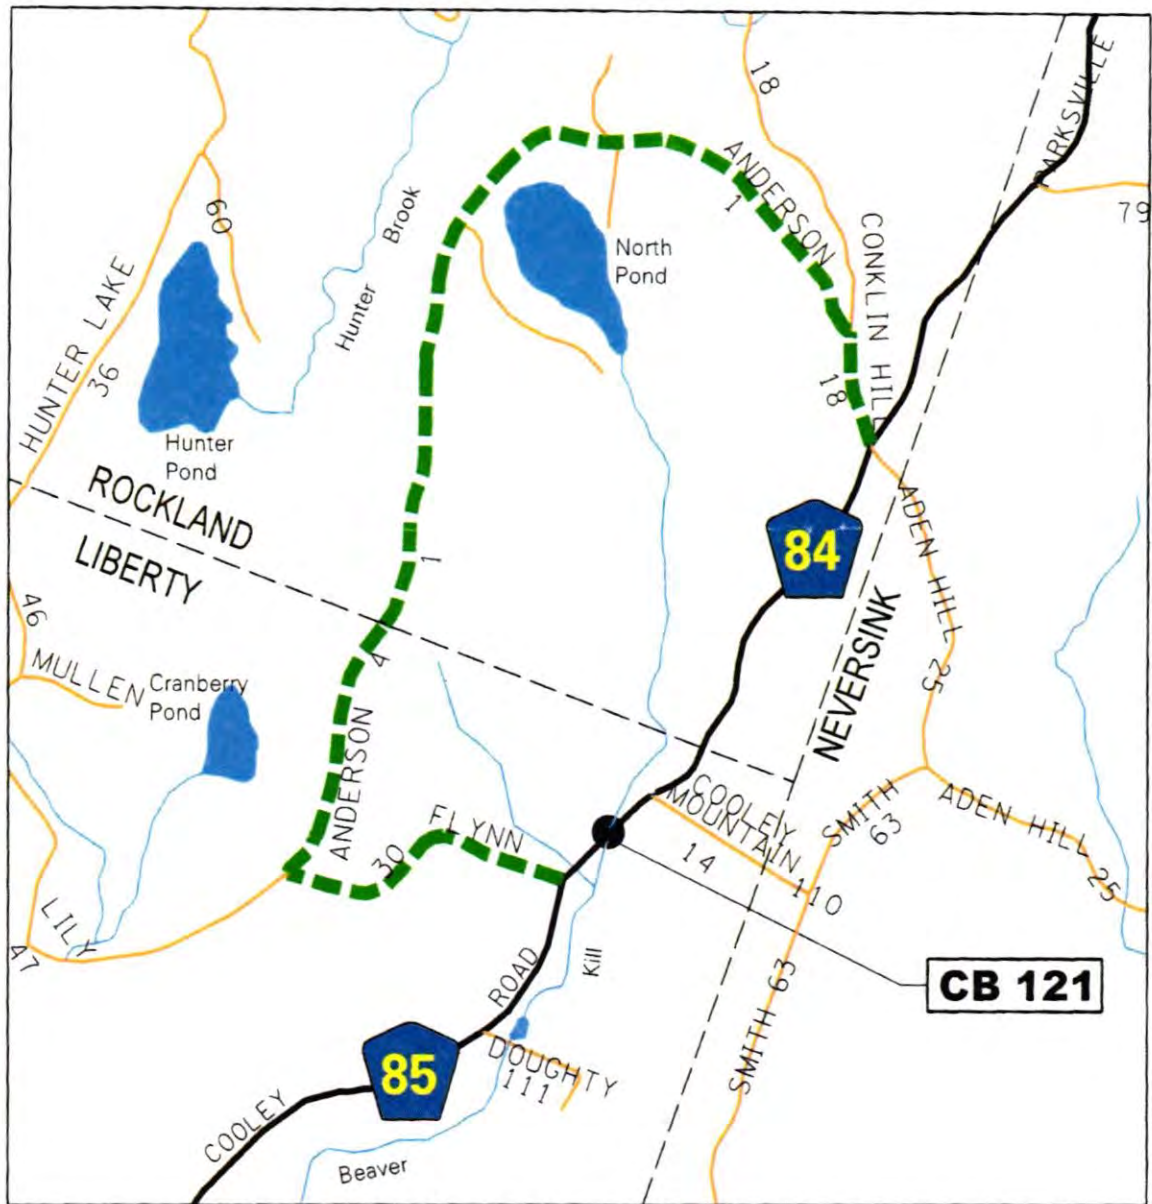 18
PARKSVILLE
79
60
Hunter
Brook
ANDERSON
1
CONKLIN HILL
North
Pond
HUNTER LAKE
36
18
Hunter
Pond
ROCKLAND
LIBERTY
1
84
ADEN HILL 25
46
MULLEN
Cranberry
Pond
4
ANDERSON
NEVERSINK
FLYNN
30
COOLEY
MOUNTAIN
14
110
SMITH
63
ADEN HILL
25
LILY
47
ROAD
Kill
CB 121
SMITH 63
85
DOUGHTY
111
COOLEY
Beaver